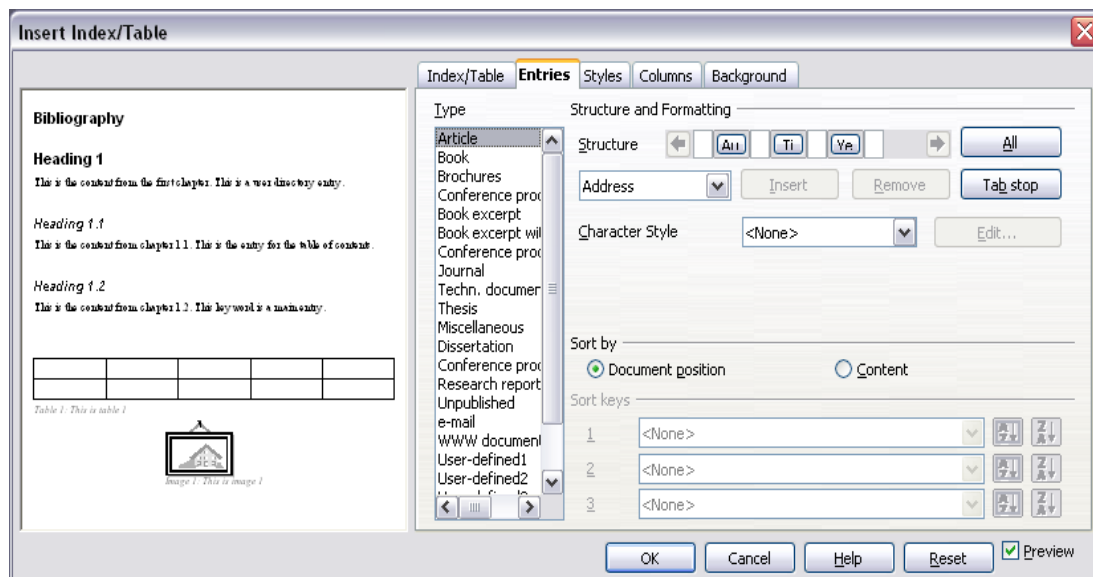 Insert Index/Table
Index/Table Entries Styles Columns Background
Bibliography
Heading 1
This is the content from the first chapter. This is a user directory entry.
Heading 1.1
This is the content from chapter 1.1. This is the entry for the table of content.
Heading 1.2
This is the content from chapter 1.2. This keyword is a main entry.
Table 1: This is table 1
Image 1: This is image 1
Type
Article
Book
Brochures
Conference proc
Book excerpt
Book excerpt wit
Conference proc
Journal
Techn. documen
Thesis
Miscellaneous
Dissertation
Conference proc
Research report
Unpublished
e-mail
WWW document
User-defined1
User-defined2
Structure and Formatting
Structure Au Ti Ye All
Address Insert Remove Tab stop
Character Style <None> Edit...
Sort by
Document position Content
Sort keys
1 <None>
2 <None>
3 <None>
OK Cancel Help Reset Preview